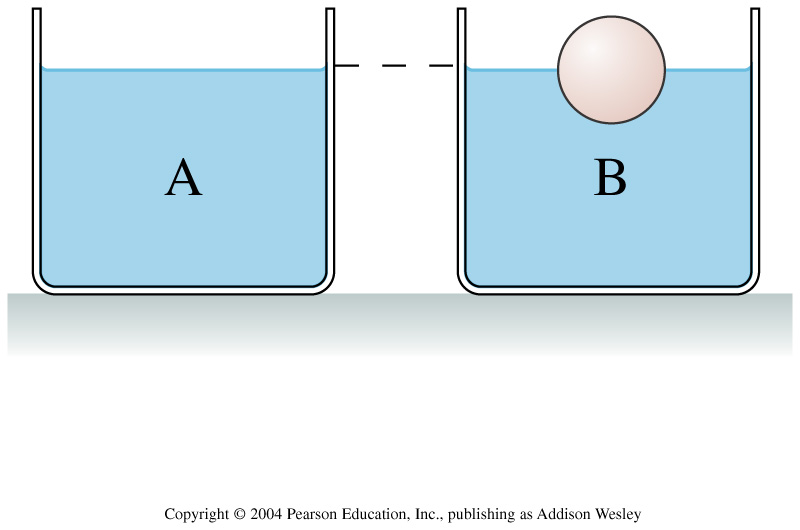 A
B
Copyright © 2004 Pearson Education, Inc., publishing as Addison Wesley